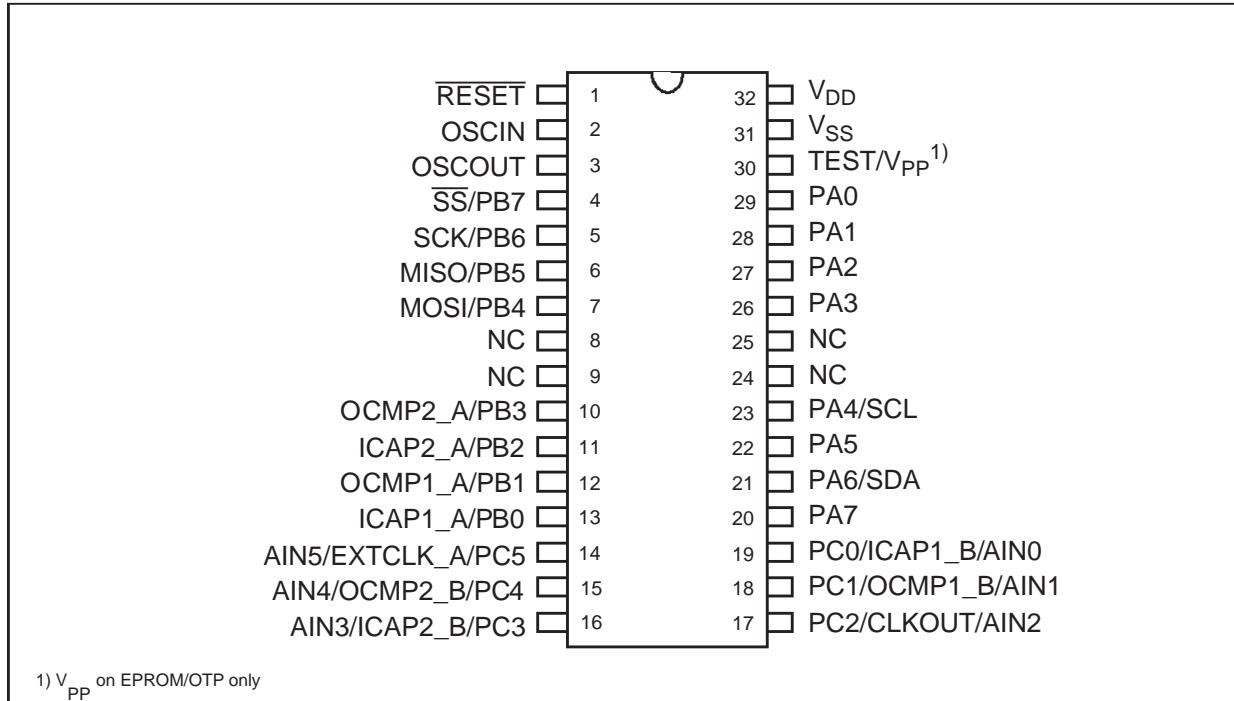 RESET 1 32 VDD
OSCIN 2 31 VSS
OSCOUT 3 30 TEST/VPP1)
SS/PB7 4 29 PA0
SCK/PB6 5 28 PA1
MISO/PB5 6 27 PA2
MOSI/PB4 7 26 PA3
NC 8 25 NC
NC 9 24 NC
OCMP2_A/PB3 10 23 PA4/SCL
ICAP2_A/PB2 11 22 PA5
OCMP1_A/PB1 12 21 PA6/SDA
ICAP1_A/PB0 13 20 PA7
AIN5/EXTCLK_A/PC5 14 19 PC0/ICAP1_B/AIN0
AIN4/OCMP2_B/PC4 15 18 PC1/OCMP1_B/AIN1
AIN3/ICAP2_B/PC3 16 17 PC2/CLKOUT/AIN2
1) VPP on EPROM/OTP only